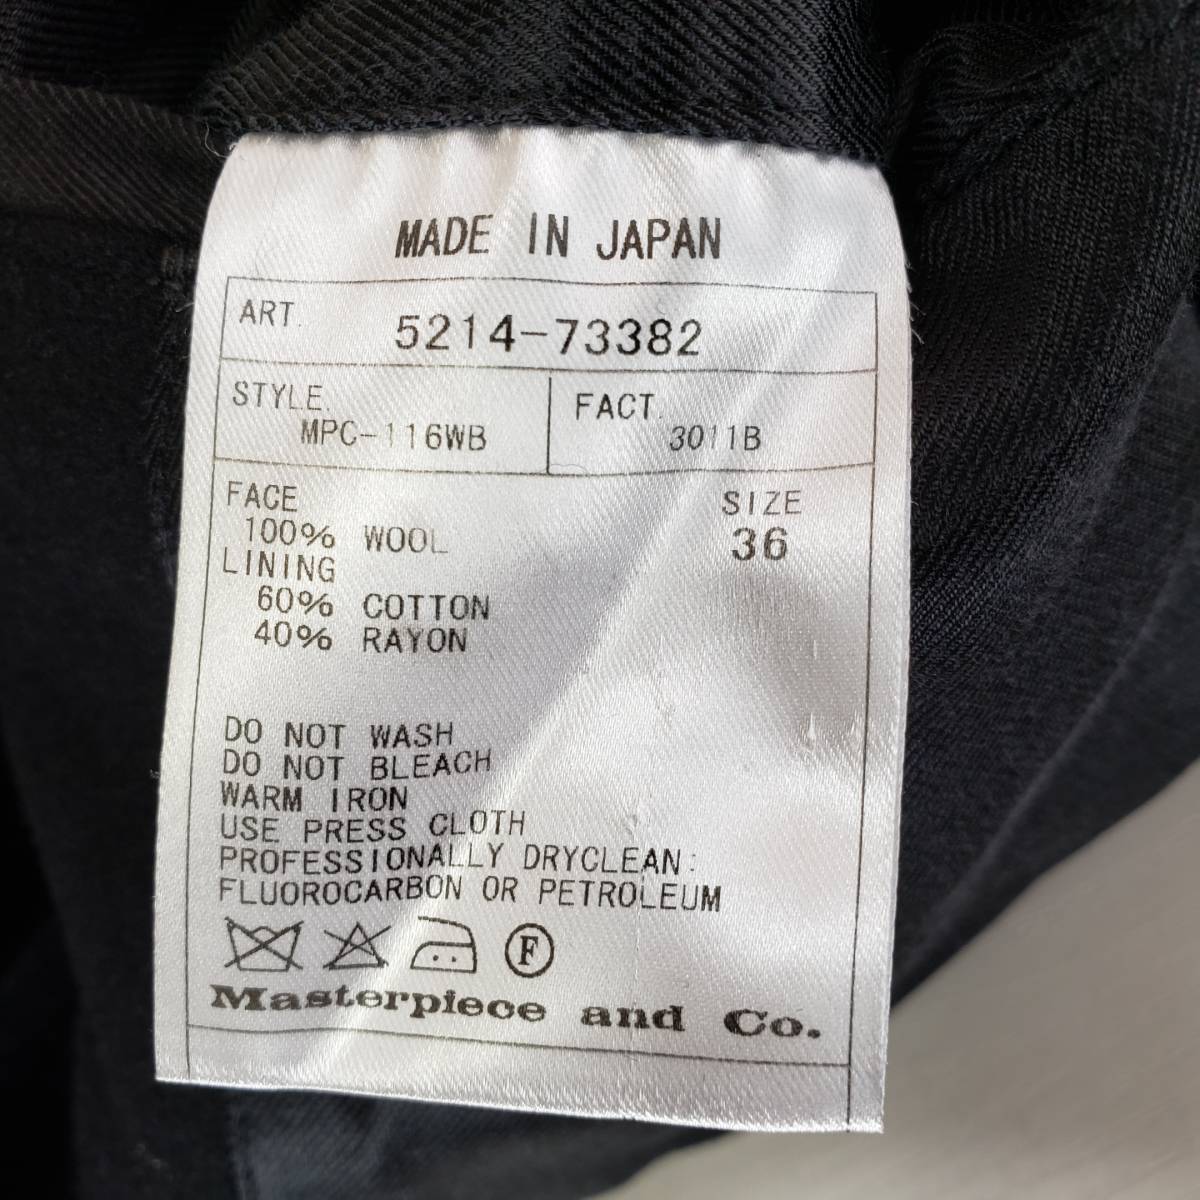 MADE IN JAPAN
ART. 5214-73382
STYLE. FACT.
MPC-116WB 3011B
FACE SIZE
100% WOOL 36
LINING
60% COTTON
40% RAYON
DO NOT WASH
DO NOT BLEACH
WARM IRON
USE PRESS CLOTH
PROFESSIONALLY DRYCLEAN:
FLUOROCARBON OR PETROLEUM
F
Masterpiece and Co.